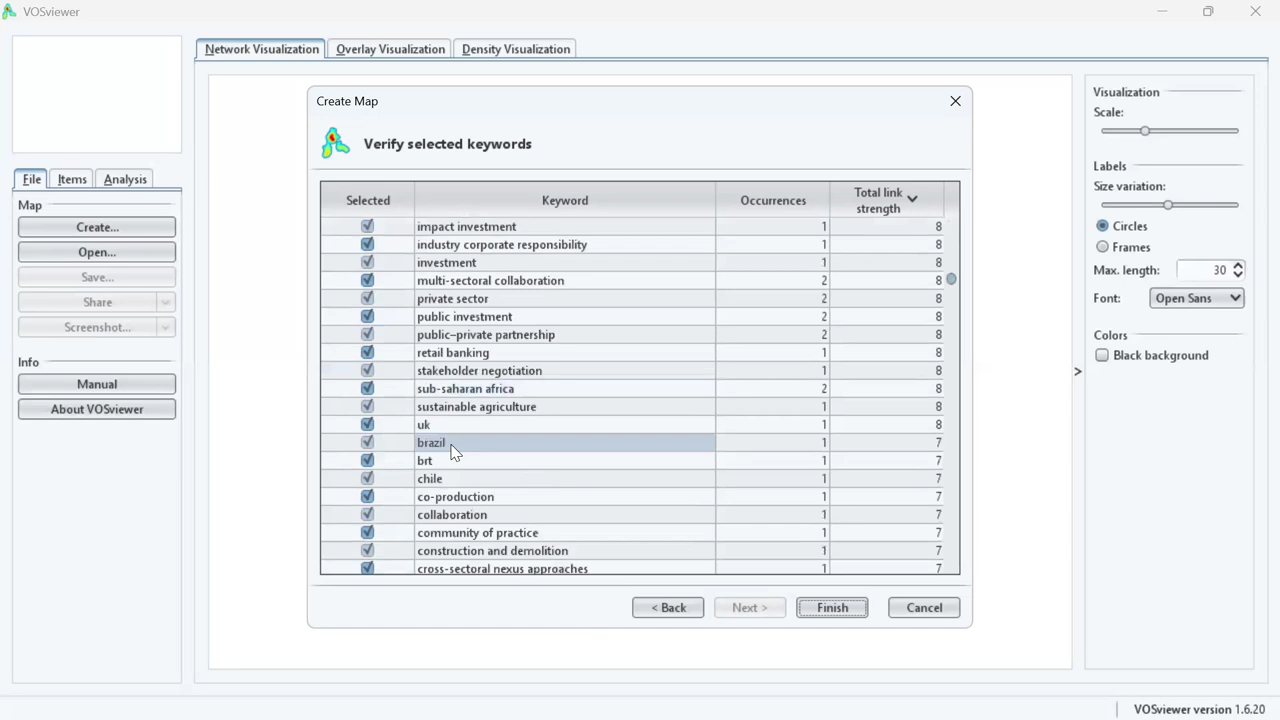 VOSviewer
Network Visualization Overlay Visualization Density Visualization
File Items Analysis
Map
Create...
Open...
Save...
Share
Screenshot...
Info
Manual
About VOSviewer
Create Map
Verify selected keywords
Selected Keyword Occurrences Total link strength
impact investment 1 8
industry corporate responsibility 1 8
investment 1 8
multi-sectoral collaboration 2 8
private sector 2 8
public investment 2 8
public–private partnership 2 8
retail banking 1 8
stakeholder negotiation 1 8
sub-saharan africa 2 8
sustainable agriculture 1 8
uk 1 8
brazil 1 7
brt 1 7
chile 1 7
co-production 1 7
collaboration 1 7
community of practice 1 7
construction and demolition 1 7
cross-sectoral nexus approaches 1 7
< Back Next > Finish Cancel
>
Visualization
Scale:
Labels
Size variation:
Circles
Frames
Max. length: 30
Font: Open Sans
Colors
Black background
VOSviewer version 1.6.20